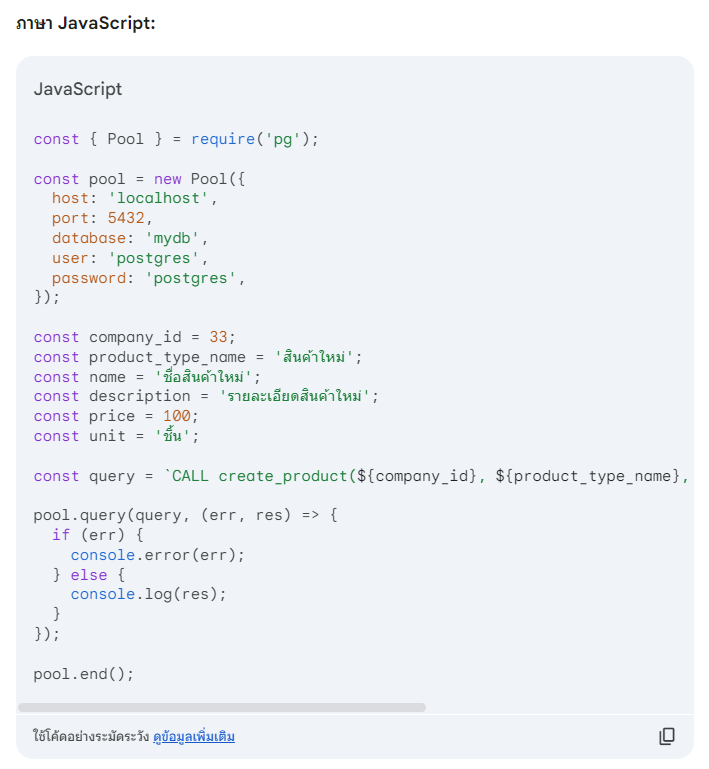 ภาษา JavaScript:
JavaScript
const { Pool } = require('pg');
const pool = new Pool({
  host: 'localhost',
  port: 5432,
  database: 'mydb',
  user: 'postgres',
  password: 'postgres',
});
const company_id = 33;
const product_type_name = 'สินค้าใหม่';
const name = 'ชื่อสินค้าใหม่';
const description = 'รายละเอียดสินค้าใหม่';
const price = 100;
const unit = 'ชิ้น';
const query = `CALL create_product(${company_id}, ${product_type_name},
pool.query(query, (err, res) => {
  if (err) {
    console.error(err);
  } else {
    console.log(res);
  }
});
pool.end();
ใช้โค้ดอย่างระมัดระวัง ดูข้อมูลเพิ่มเติม